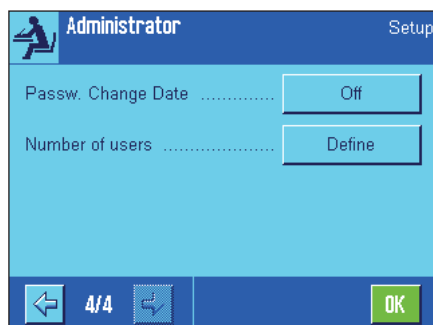 Administrator Setup
Passw. Change Date ............. Off
Number of users .................... Define
4/4 OK